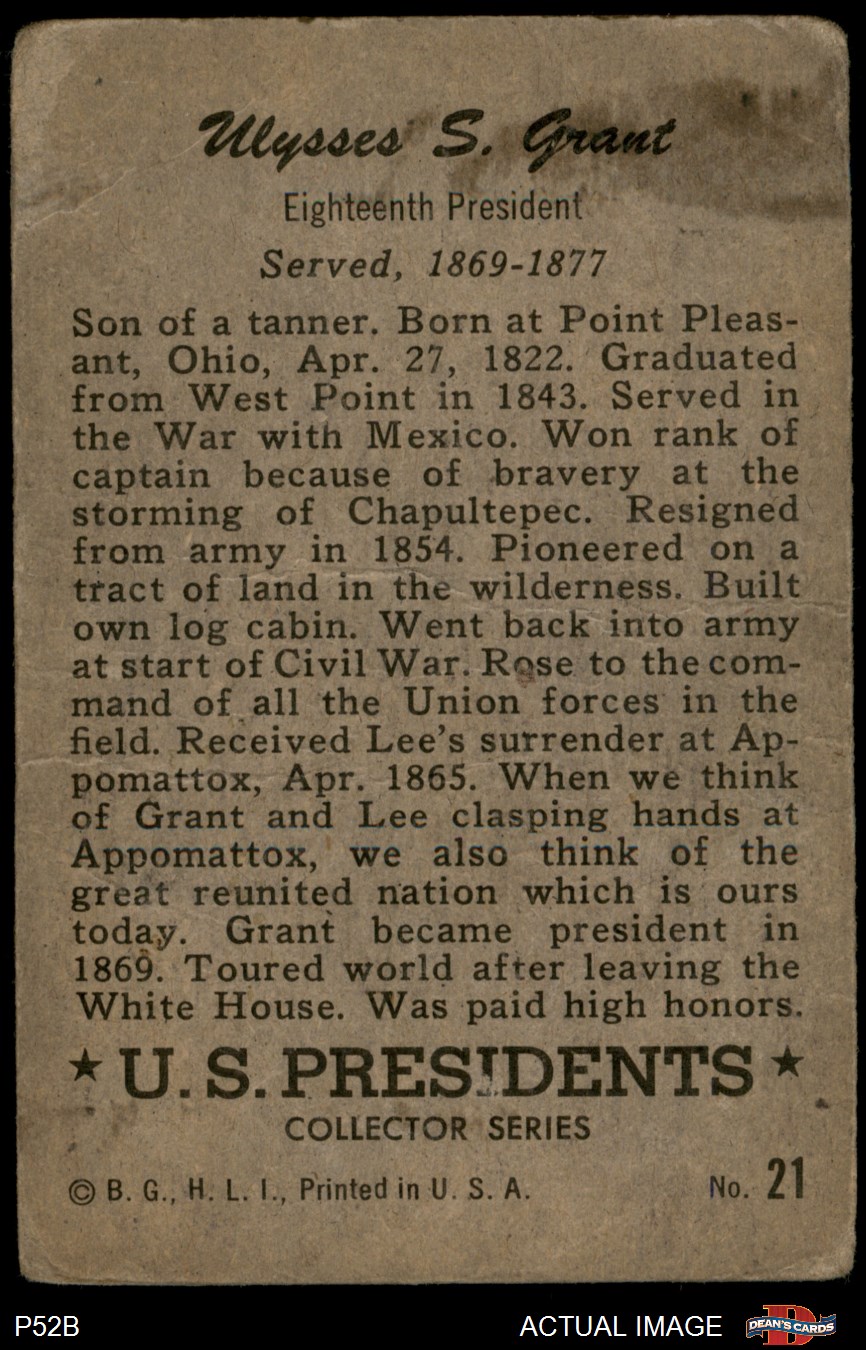 Ulysses S. Grant
Eighteenth President
Served, 1869-1877
Son of a tanner. Born at Point Pleas-
ant, Ohio, Apr. 27, 1822. Graduated
from West Point in 1843. Served in
the War with Mexico. Won rank of
captain because of bravery at the
storming of Chapultepec. Resigned
from army in 1854. Pioneered on a
tract of land in the wilderness. Built
own log cabin. Went back into army
at start of Civil War. Rose to the com-
mand of all the Union forces in the
field. Received Lee's surrender at Ap-
pomattox, Apr. 1865. When we think
of Grant and Lee clasping hands at
Appomattox, we also think of the
great reunited nation which is ours
today. Grant became president in
1869. Toured world after leaving the
White House. Was paid high honors.
★ U. S. PRESIDENTS ★
COLLECTOR SERIES
© B. G., H. L. I., Printed in U. S. A. No. 21
P52B ACTUAL IMAGE DEAN'S CARDS